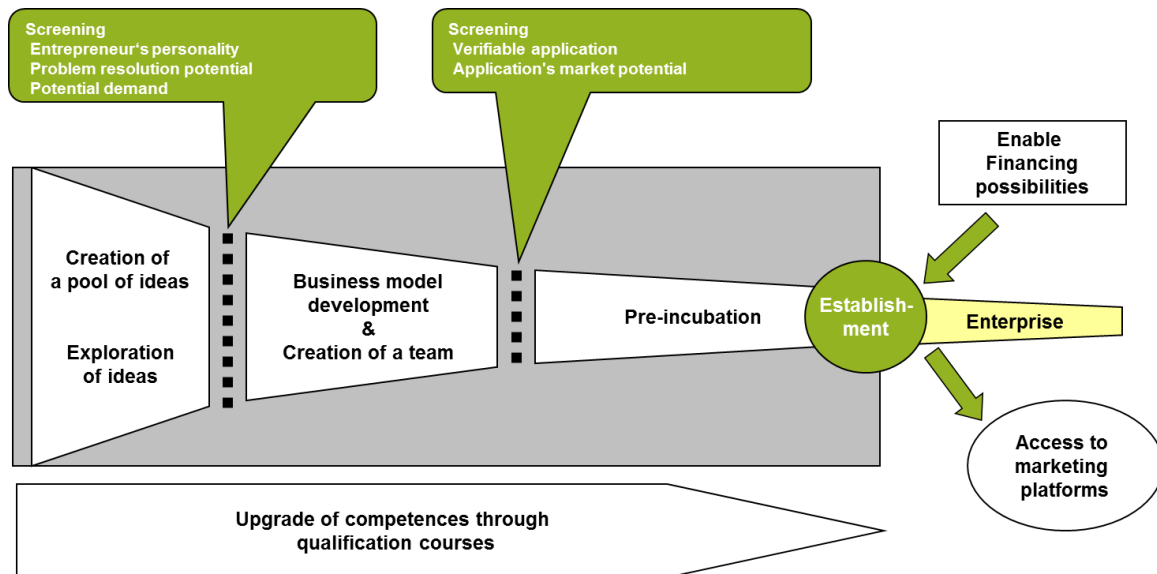 Screening
Entrepreneur‘s personality
Problem resolution potential
Potential demand
Screening
Verifiable application
Application's market potential
Enable
Financing
possibilities
Creation of
a pool of ideas
Exploration
of ideas
Business model
development
&
Creation of a team
Pre-incubation
Establish-
ment
Enterprise
Access to
marketing
platforms
Upgrade of competences through
qualification courses